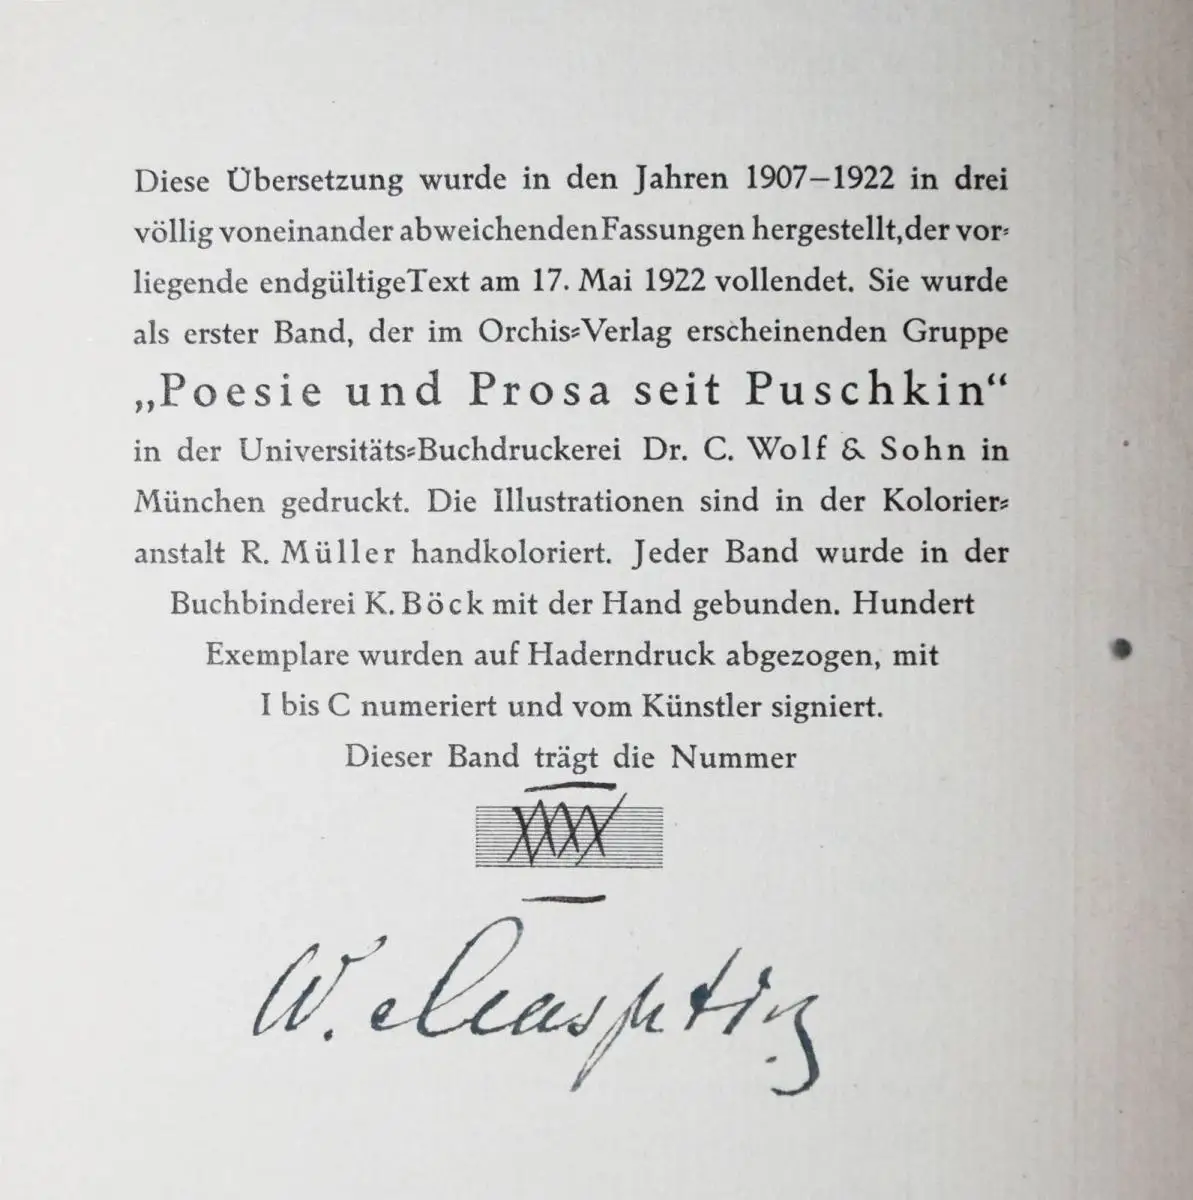 Diese Übersetzung wurde in den Jahren 1907–1922 in drei
völlig voneinander abweichenden Fassungen hergestellt, der vor⸗
liegende endgültige Text am 17. Mai 1922 vollendet. Sie wurde
als erster Band, der im Orchis⸗Verlag erscheinenden Gruppe
„Poesie und Prosa seit Puschkin“
in der Universitäts⸗Buchdruckerei Dr. C. Wolf & Sohn in
München gedruckt. Die Illustrationen sind in der Kolorier⸗
anstalt R. Müller handkoloriert. Jeder Band wurde in der
Buchbinderei K. Böck mit der Hand gebunden. Hundert
Exemplare wurden auf Haderndruck abgezogen, mit
I bis C numeriert und vom Künstler signiert.
Dieser Band trägt die Nummer
XXXX
W.